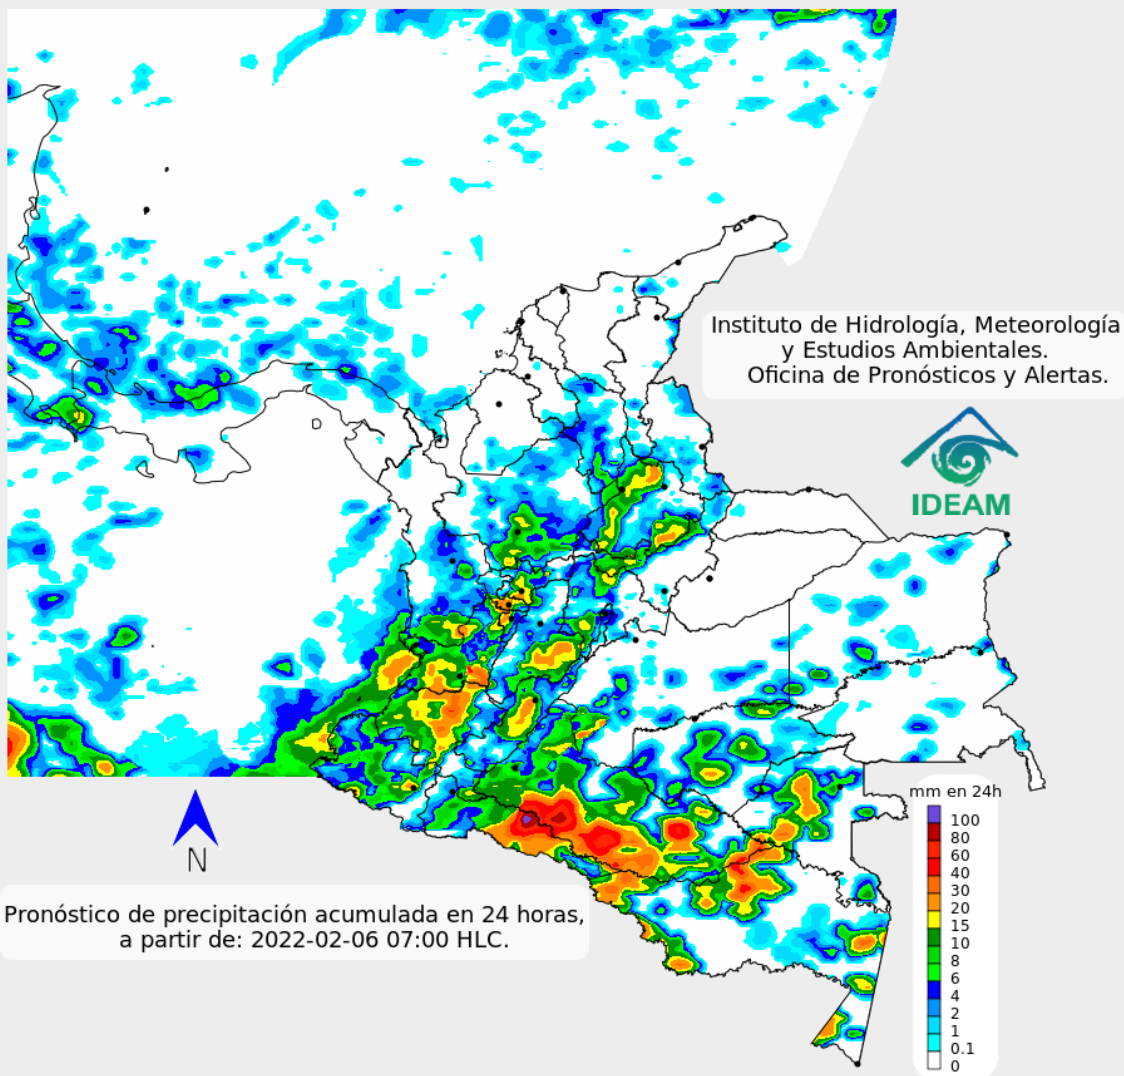 Instituto de Hidrología, Meteorología
y Estudios Ambientales.
Oficina de Pronósticos y Alertas.
IDEAM
mm en 24h
100
80
60
40
30
20
15
10
8
6
4
2
1
0.1
0
N
Pronóstico de precipitación acumulada en 24 horas,
a partir de: 2022-02-06 07:00 HLC.